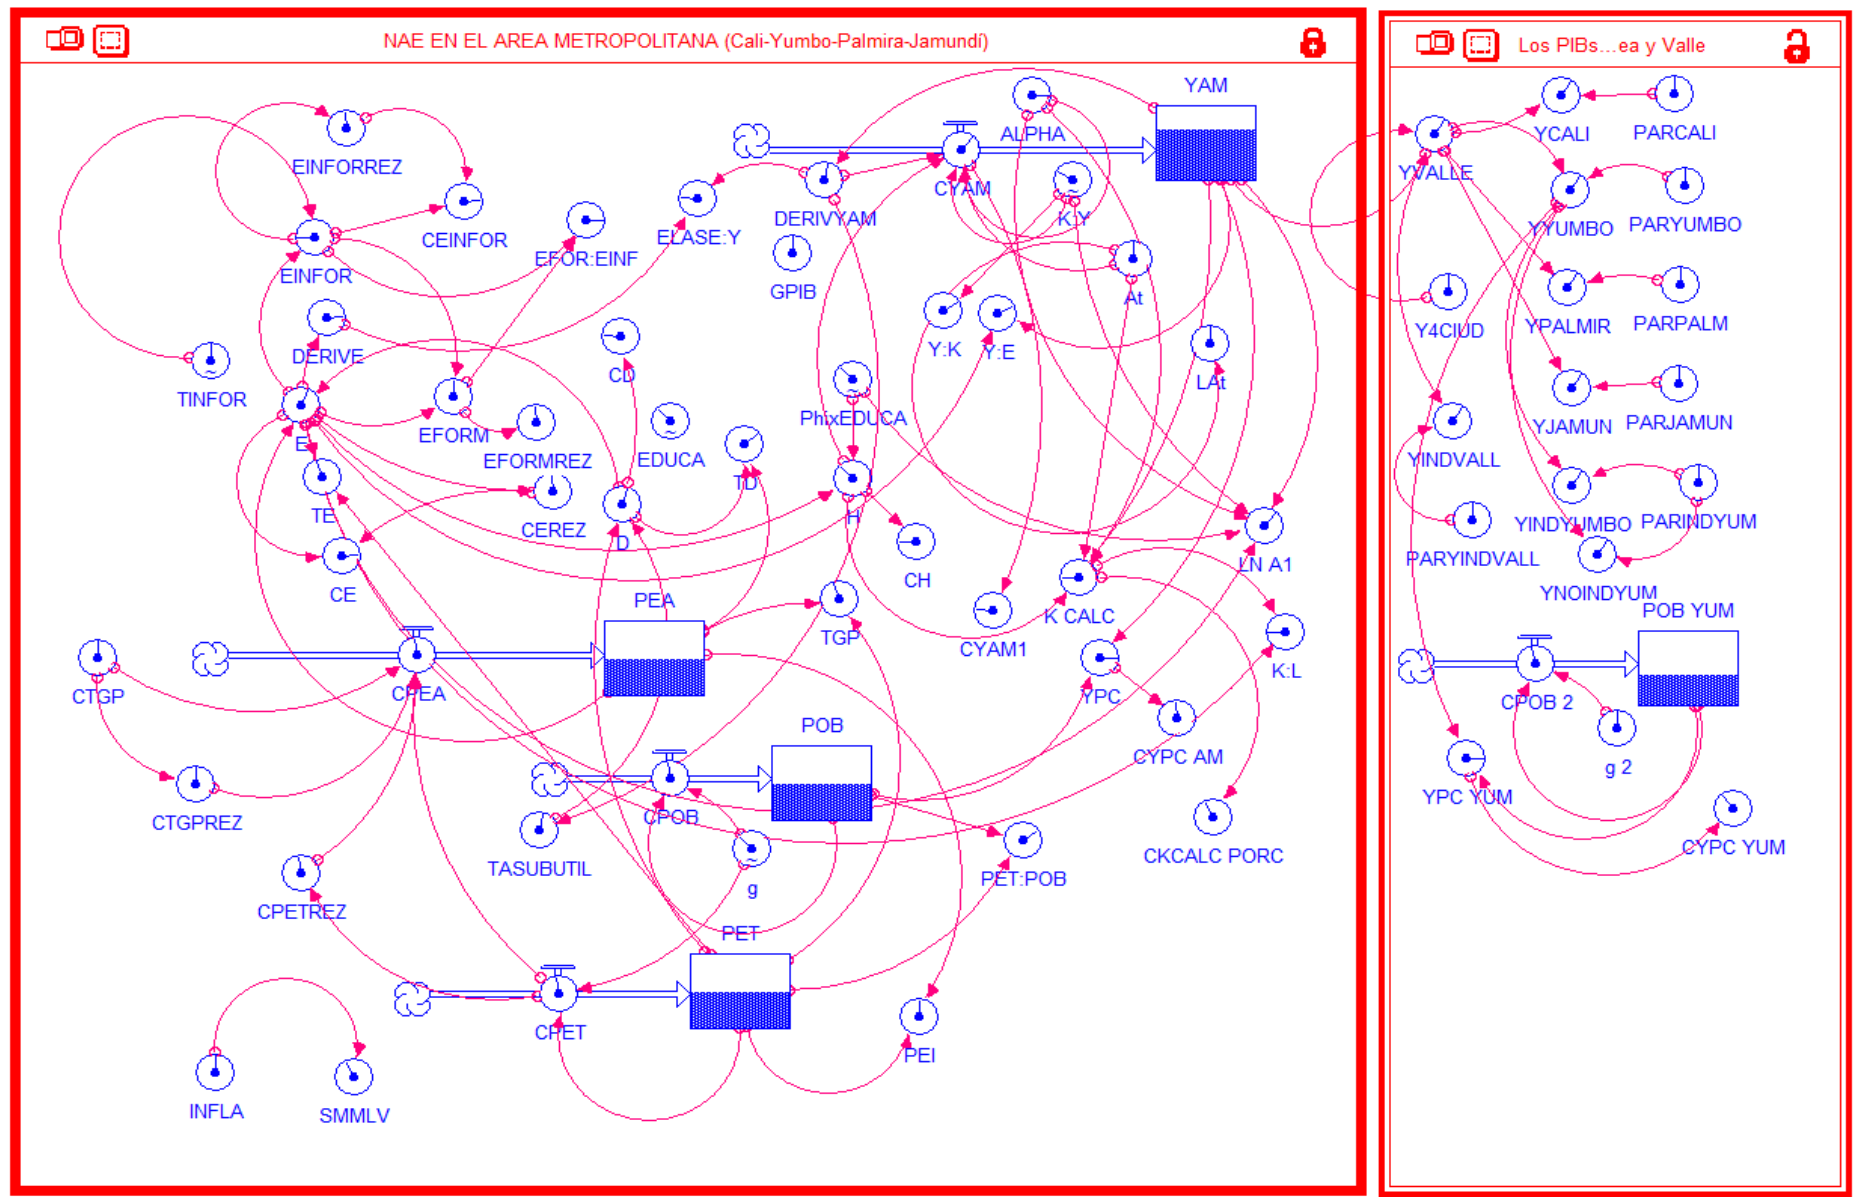 NAE EN EL AREA METROPOLITANA (Cali-Yumbo-Palmira-Jamundí)
Los PIBs...ea y Valle
YAM
ALPHA
YCALI
PARCALI
EINFORREZ
YVALLE
CYAM
K:Y
DERIVYAM
CEINFOR
ELASE:Y
YYUMBO
PARYUMBO
EFOR:EINF
EINFOR
GPIB
At
Y4CIUD
YPALMIR
PARPALM
DERIVE
Y:K
Y:E
CD
LAt
TINFOR
PhixEDUCA
YJAMUN
PARJAMUN
E
EFORM
EFORMREZ
EDUCA
YINDVALL
TD
TE
CEREZ
D
H
YINDYUMBO
PARINDYUM
PARYINDVALL
LN A1
CH
CE
PEA
YNOINDYUM
K CALC
POB YUM
TGP
CYAM1
K:L
CTGP
CPEA
YPC
CPOB 2
POB
CYPC AM
g 2
YPC YUM
CTGPREZ
CPOB
TASUBUTIL
CKCALC PORC
CYPC YUM
PET:POB
g
CPETREZ
PET
CPET
PEI
INFLA
SMMLV